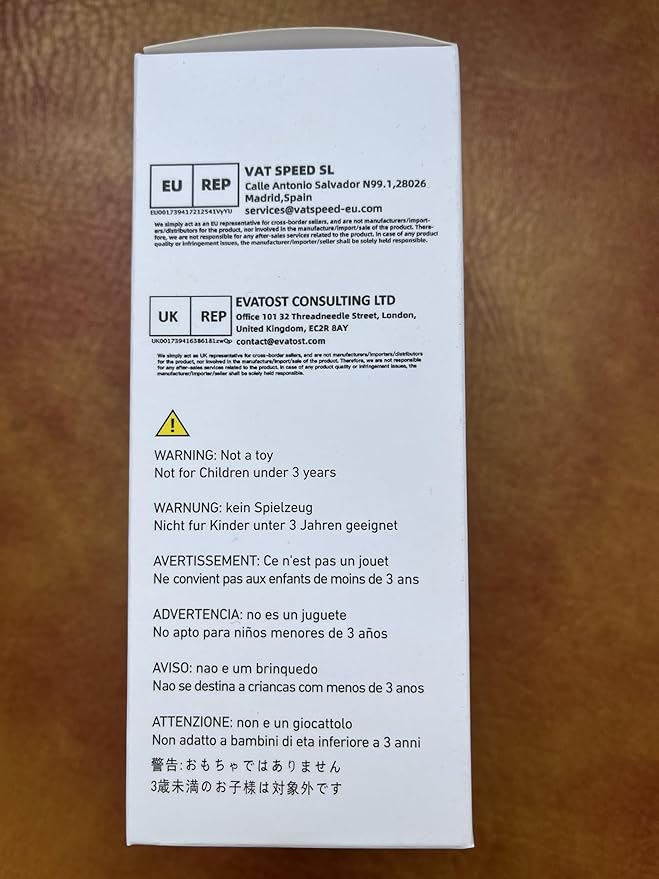 EU REP
VAT SPEED SL
Calle Antonio Salvador N99.1,28026
Madrid,Spain
services@vatspeed-eu.com
EU001739417212541VyYU
We simply act as an EU representative for cross-border sellers, and are not manufacturers/import-
ers/distributors for the product, nor involved in the manufacture/import/sale of the product. There-
fore, we are not responsible for any after-sales services related to the product. In case of any product
quality or infringement issues, the manufacturer/importer/seller shall be solely held responsible.
UK REP
EVATOST CONSULTING LTD
Office 101 32 Threadneedle Street, London,
United Kingdom, EC2R 8AY
contact@evatost.com
UK001739416386181zwQp
We simply act as UK representative for cross-border sellers, and are not manufacturers/importers/distributors
for the product, nor involved in the manufacture/import/sale of the product. Therefore, we are not responsible
for any after-sales services related to the product. In case of any product quality or infringement issues, the
manufacturer/importer/seller shall be solely held responsible.
!
WARNING: Not a toy
Not for Children under 3 years
WARNUNG: kein Spielzeug
Nicht fur Kinder unter 3 Jahren geeignet
AVERTISSEMENT: Ce n'est pas un jouet
Ne convient pas aux enfants de moins de 3 ans
ADVERTENCIA: no es un juguete
No apto para niños menores de 3 años
AVISO: nao e um brinquedo
Nao se destina a criancas com menos de 3 anos
ATTENZIONE: non e un giocattolo
Non adatto a bambini di eta inferiore a 3 anni
警告:おもちゃではありません
3歳未満のお子様は対象外です